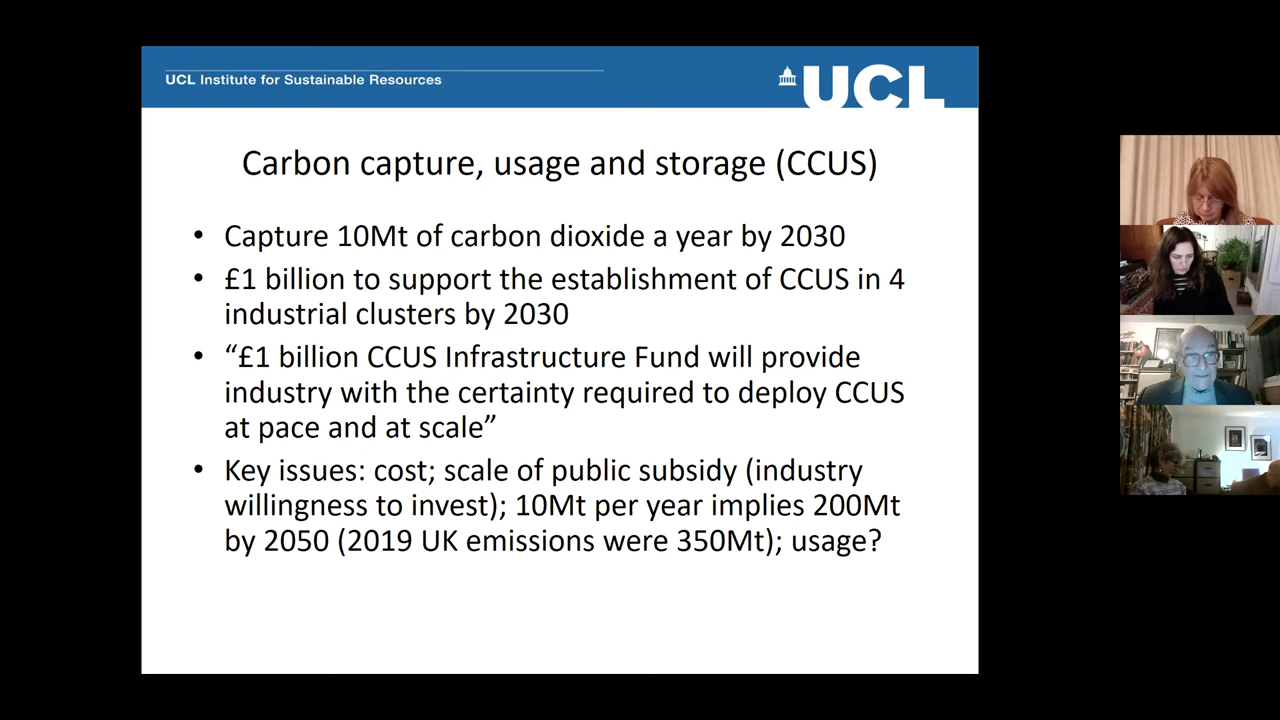 UCL Institute for Sustainable Resources
UCL
Carbon capture, usage and storage (CCUS)
• Capture 10Mt of carbon dioxide a year by 2030
• £1 billion to support the establishment of CCUS in 4
industrial clusters by 2030
• “£1 billion CCUS Infrastructure Fund will provide
industry with the certainty required to deploy CCUS
at pace and at scale”
• Key issues: cost; scale of public subsidy (industry
willingness to invest); 10Mt per year implies 200Mt
by 2050 (2019 UK emissions were 350Mt); usage?